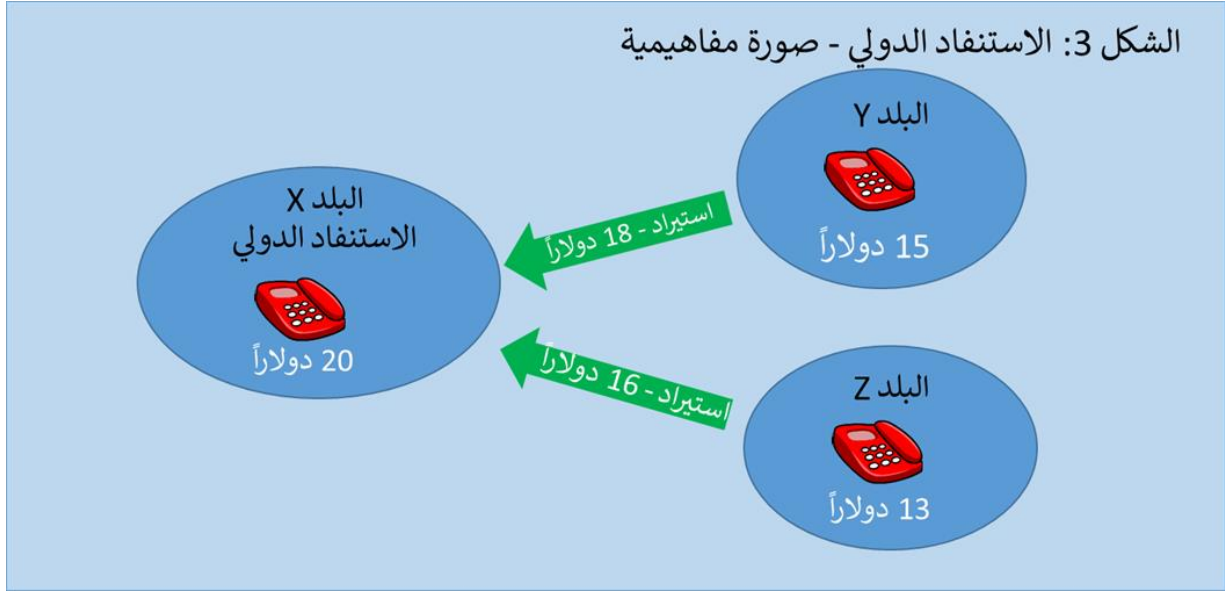 الشكل 3: الاستنفاد الدولي - صورة مفاهيمية
البلد Y
15 دولاراً
استيراد - 18 دولاراً
البلد X
الاستنفاد الدولي
20 دولاراً
استيراد - 16 دولاراً
البلد Z
13 دولاراً